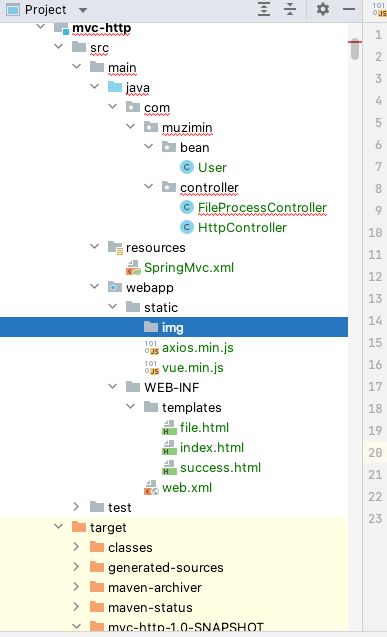 Project
mvc-http
src
main
java
com
muzimin
bean
User
controller
FileProcessController
HttpController
resources
SpringMvc.xml
webapp
static
img
axios.min.js
vue.min.js
WEB-INF
templates
file.html
index.html
success.html
web.xml
test
target
classes
generated-sources
maven-archiver
maven-status
mvc-http-1.0-SNAPSHOT
1
2
3
4
5
6
7
8
9
10
11
12
13
14
15
16
17
18
19
20
21
22
23